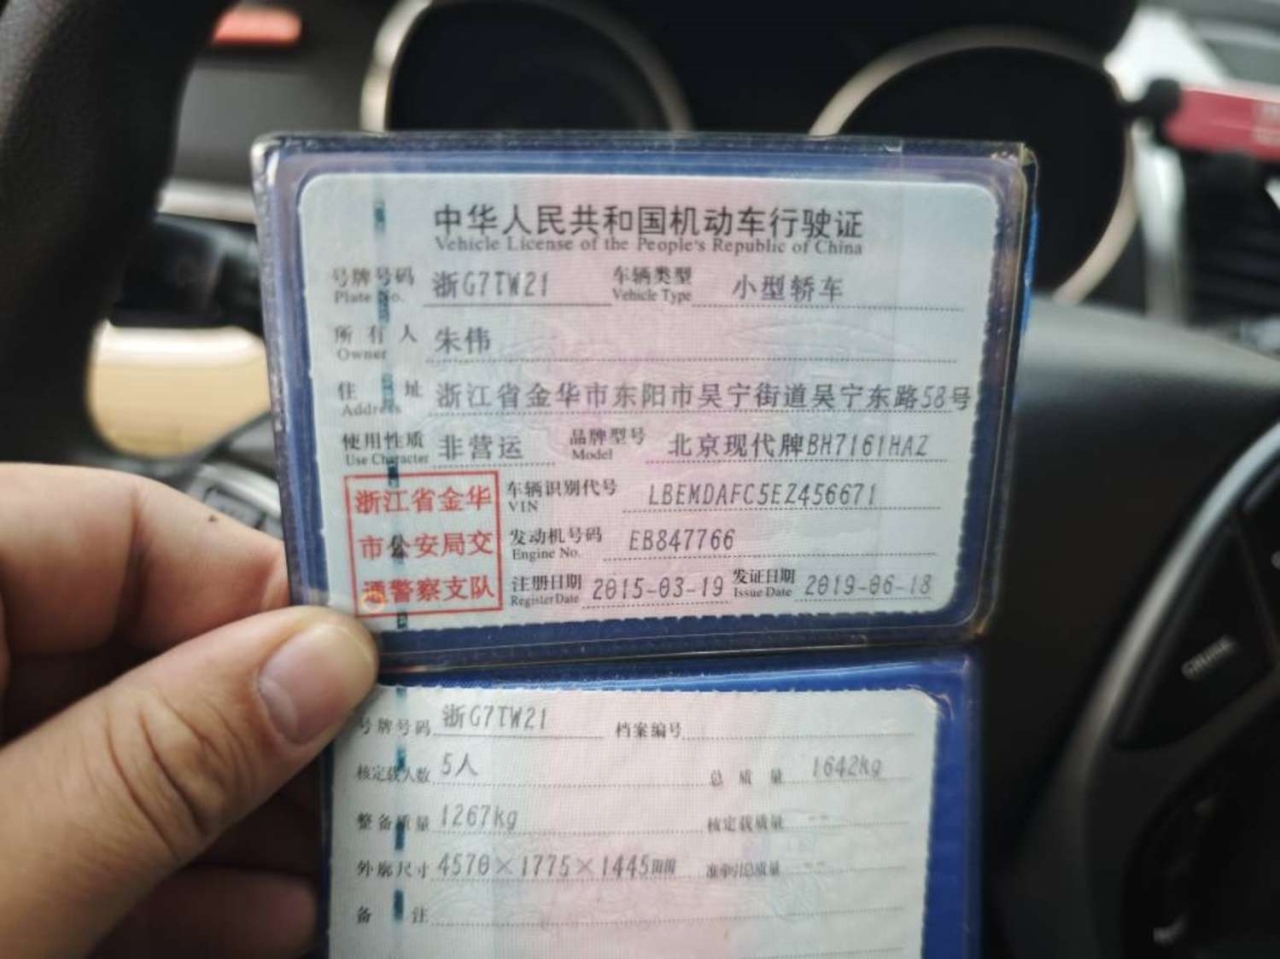 中华人民共和国机动车行驶证
Vehicle License of the People's Republic of China
号牌号码 浙G7TW21 车辆类型 小型轿车
Plate No. Vehicle Type
所有人 朱伟
Owner
住址 浙江省金华市东阳市吴宁街道吴宁东路58号
Address
使用性质 非营运 品牌型号 北京现代牌BH7161HAZ
Use Character Model
浙江省金华 车辆识别代号 LBEMDAFC5EZ456671
VIN
市公安局交 发动机号码 EB847766
Engine No.
通警察支队 注册日期 2015-03-19 发证日期 2019-06-18
Register Date Issue Date
号牌号码 浙G7TW21 档案编号
核定载人数 5人 总质量 1642kg
整备质量 1267kg 核定载质量 --
外廓尺寸 4570×1775×1445mm 准牵引总质量 --
备注